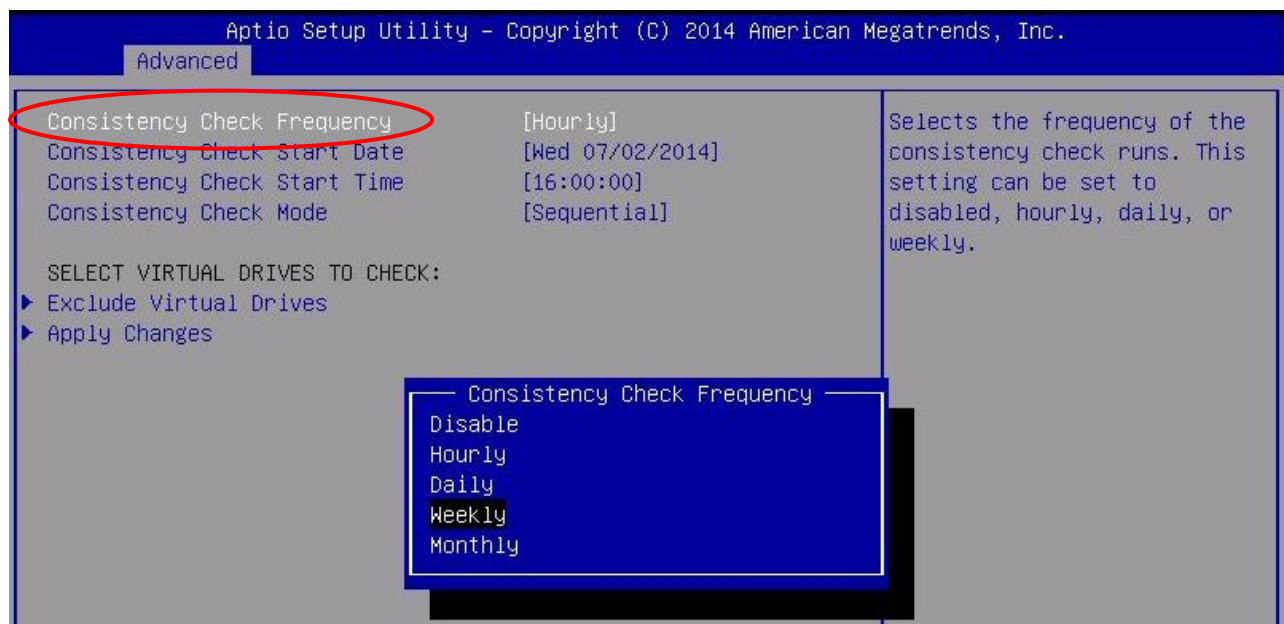 Aptio Setup Utility – Copyright (C) 2014 American Megatrends, Inc.
Advanced
Consistency Check Frequency [Hourly]
Consistency Check Start Date [Wed 07/02/2014]
Consistency Check Start Time [16:00:00]
Consistency Check Mode [Sequential]
SELECT VIRTUAL DRIVES TO CHECK:
Exclude Virtual Drives
Apply Changes
Selects the frequency of the
consistency check runs. This
setting can be set to
disabled, hourly, daily, or
weekly.
Consistency Check Frequency
Disable
Hourly
Daily
Weekly
Monthly